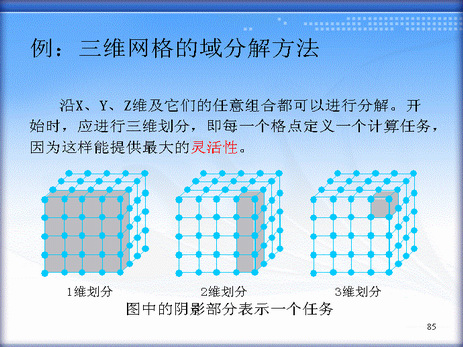 例：三维网格的域分解方法
沿X、Y、Z维及它们的任意组合都可以进行分解。开
始时，应进行三维划分，即每一个格点定义一个计算任务，
因为这样能提供最大的灵活性。
1维划分 2维划分 3维划分
图中的阴影部分表示一个任务
85